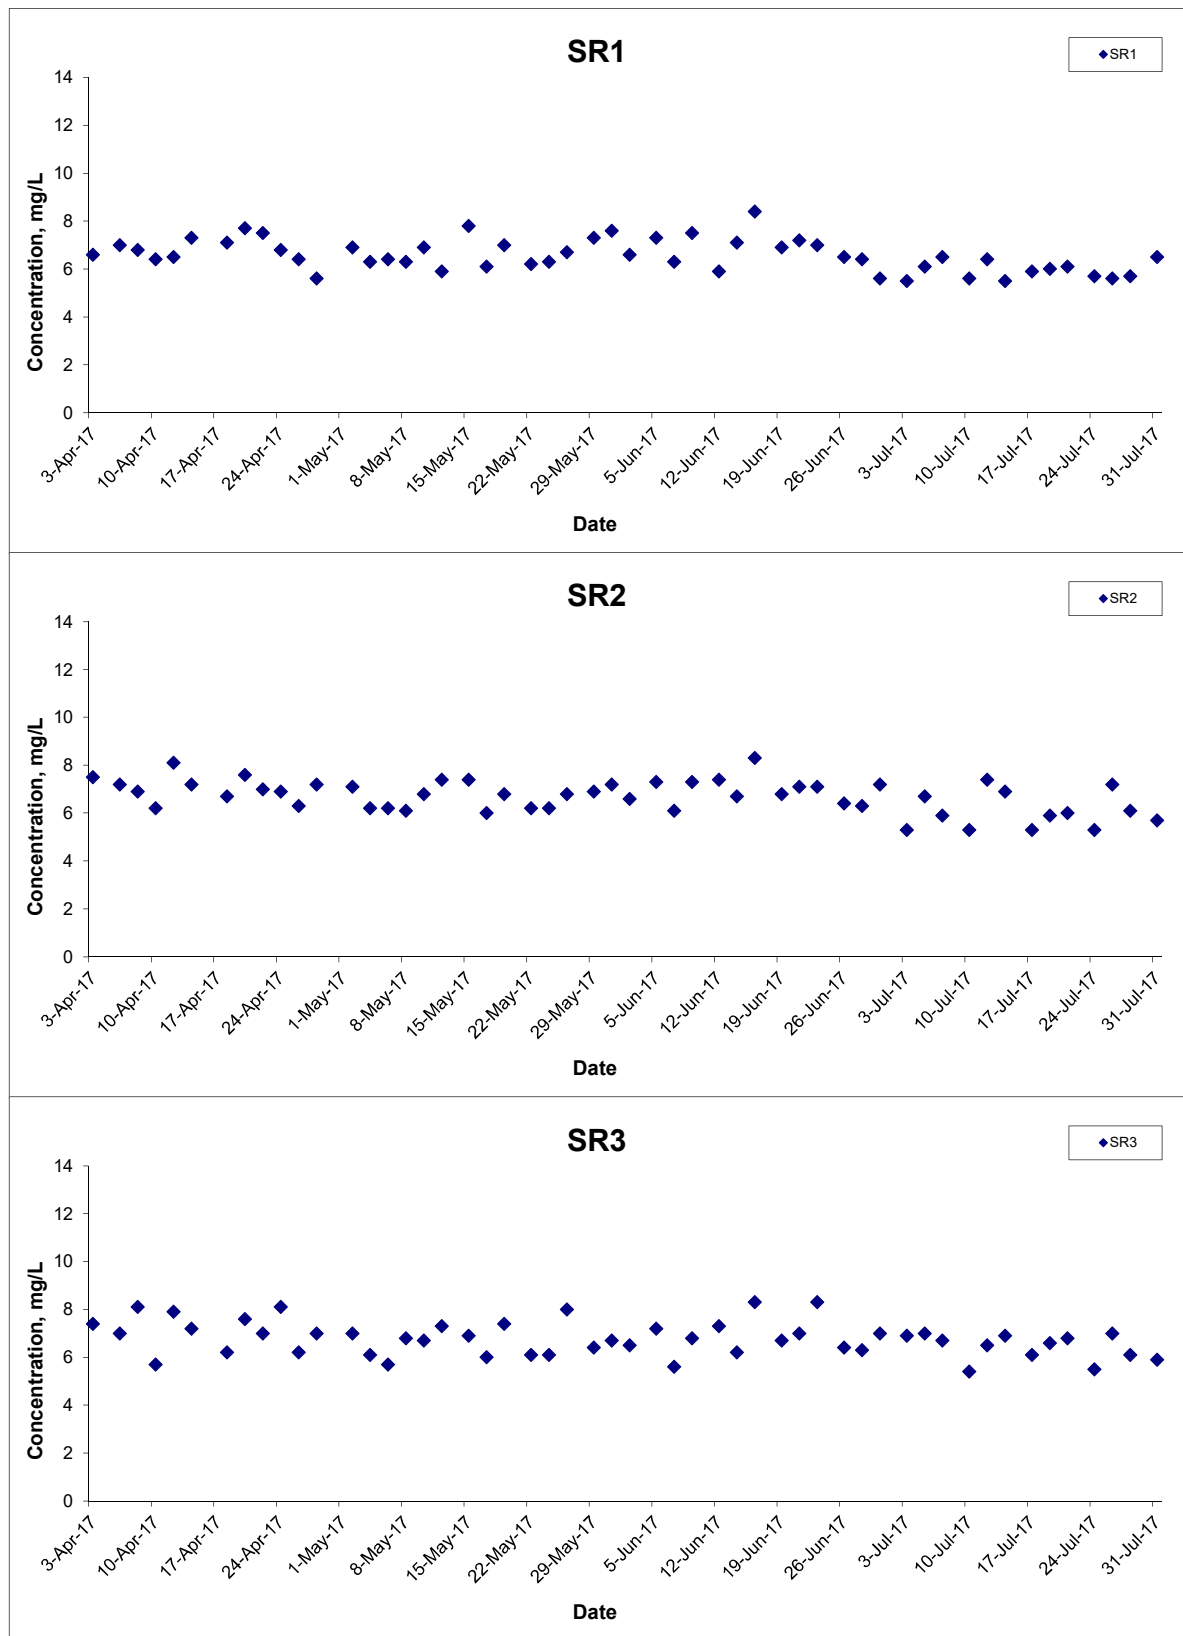 SR1
SR1
14
12
10
8
6
4
2
0
Concentration, mg/L
3-Apr-17
10-Apr-17
17-Apr-17
24-Apr-17
1-May-17
8-May-17
15-May-17
22-May-17
29-May-17
5-Jun-17
12-Jun-17
19-Jun-17
26-Jun-17
3-Jul-17
10-Jul-17
17-Jul-17
24-Jul-17
31-Jul-17
Date
SR2
SR2
14
12
10
8
6
4
2
0
Concentration, mg/L
3-Apr-17
10-Apr-17
17-Apr-17
24-Apr-17
1-May-17
8-May-17
15-May-17
22-May-17
29-May-17
5-Jun-17
12-Jun-17
19-Jun-17
26-Jun-17
3-Jul-17
10-Jul-17
17-Jul-17
24-Jul-17
31-Jul-17
Date
SR3
SR3
14
12
10
8
6
4
2
0
Concentration, mg/L
3-Apr-17
10-Apr-17
17-Apr-17
24-Apr-17
1-May-17
8-May-17
15-May-17
22-May-17
29-May-17
5-Jun-17
12-Jun-17
19-Jun-17
26-Jun-17
3-Jul-17
10-Jul-17
17-Jul-17
24-Jul-17
31-Jul-17
Date